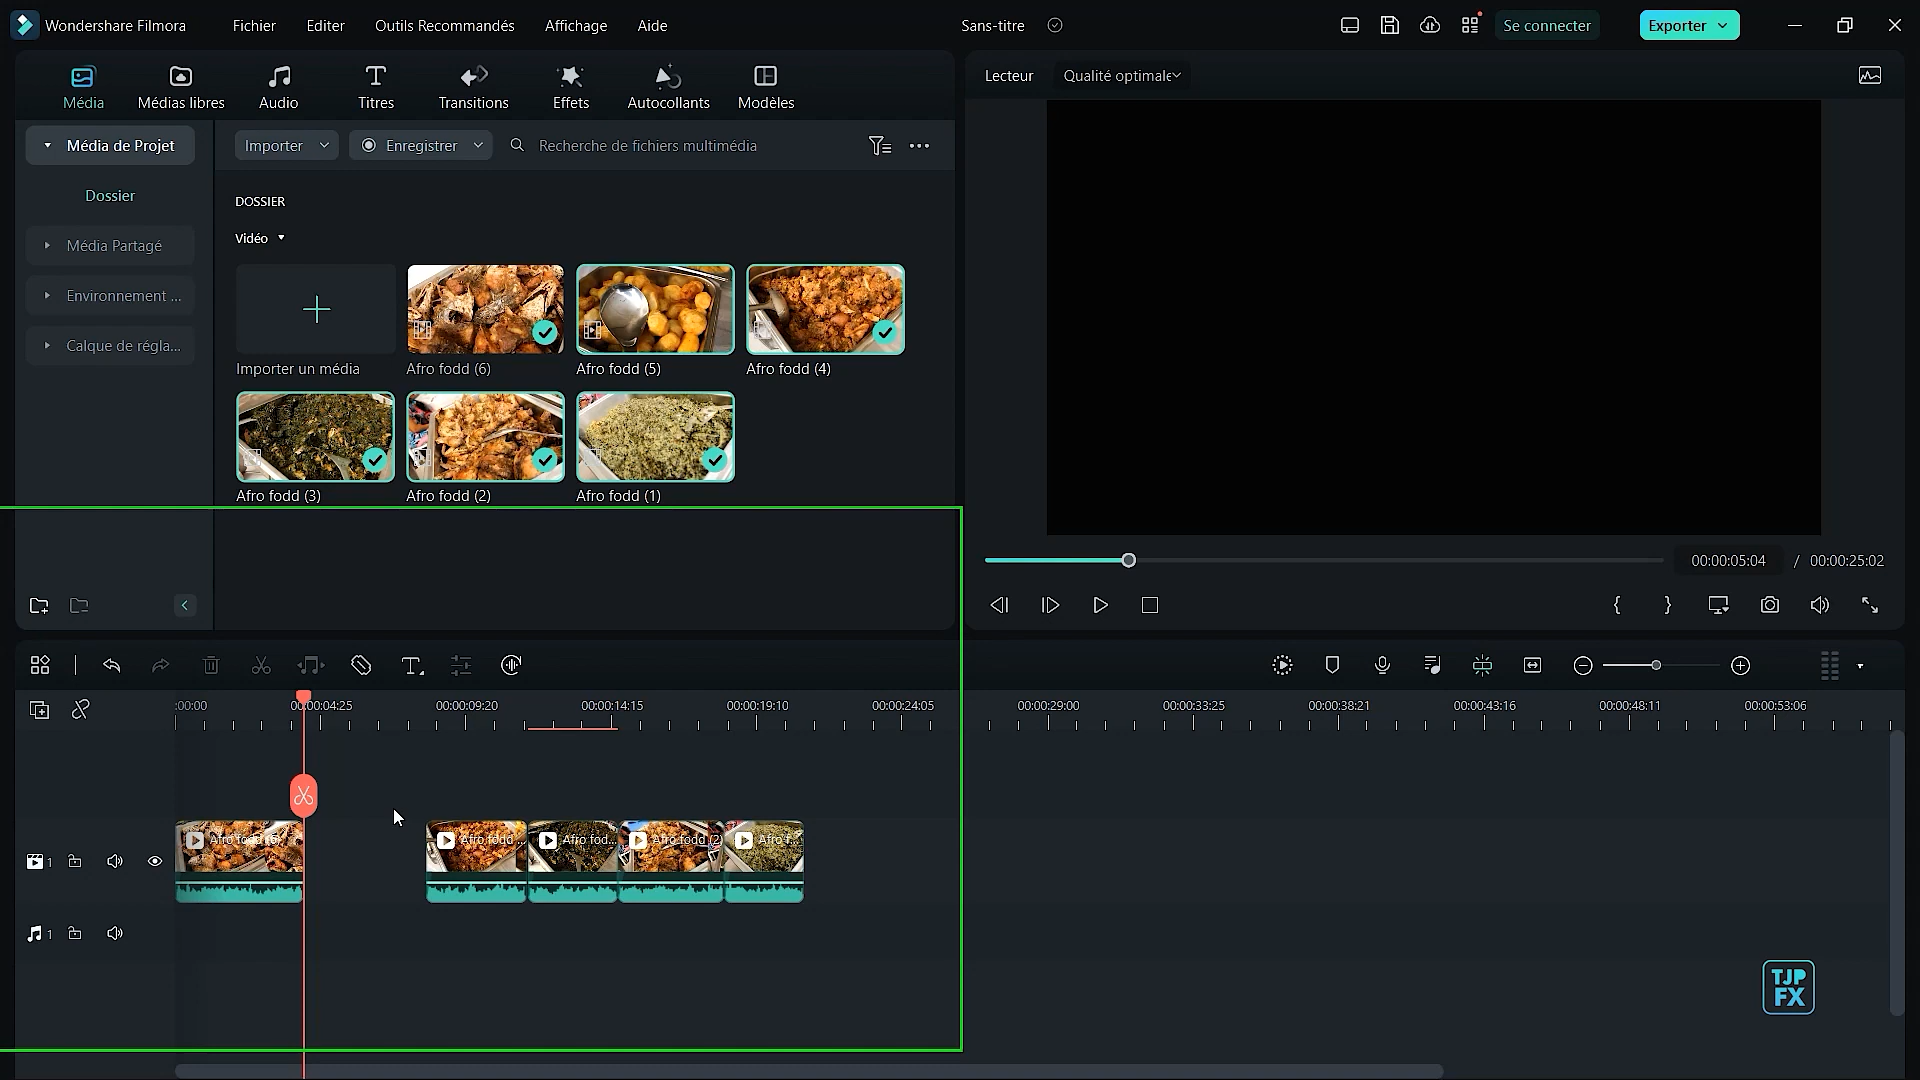 Wondershare Filmora Fichier Editer Outils Recommandés Affichage Aide Sans-titre Se connecter Exporter
Média Médias libres Audio Titres Transitions Effets Autocollants Modèles
Lecteur Qualité optimale
Média de Projet Importer Enregistrer Recherche de fichiers multimédia
Dossier
Média Partagé
Environnement ...
Calque de régla...
DOSSIER
Vidéo
Importer un média Afro fodd (6) Afro fodd (5) Afro fodd (4)
Afro fodd (3) Afro fodd (2) Afro fodd (1)
00:00:05:04 / 00:00:25:02
:00:00 00:00:04:25 00:00:09:20 00:00:14:15 00:00:19:10 00:00:24:05 00:00:29:00 00:00:33:25 00:00:38:21 00:00:43:16 00:00:48:11 00:00:53:06
Afro fodd (6) Afro fodd ... Afro fod... Afro fodd (2) Afro f...
1
1
TJP
FX